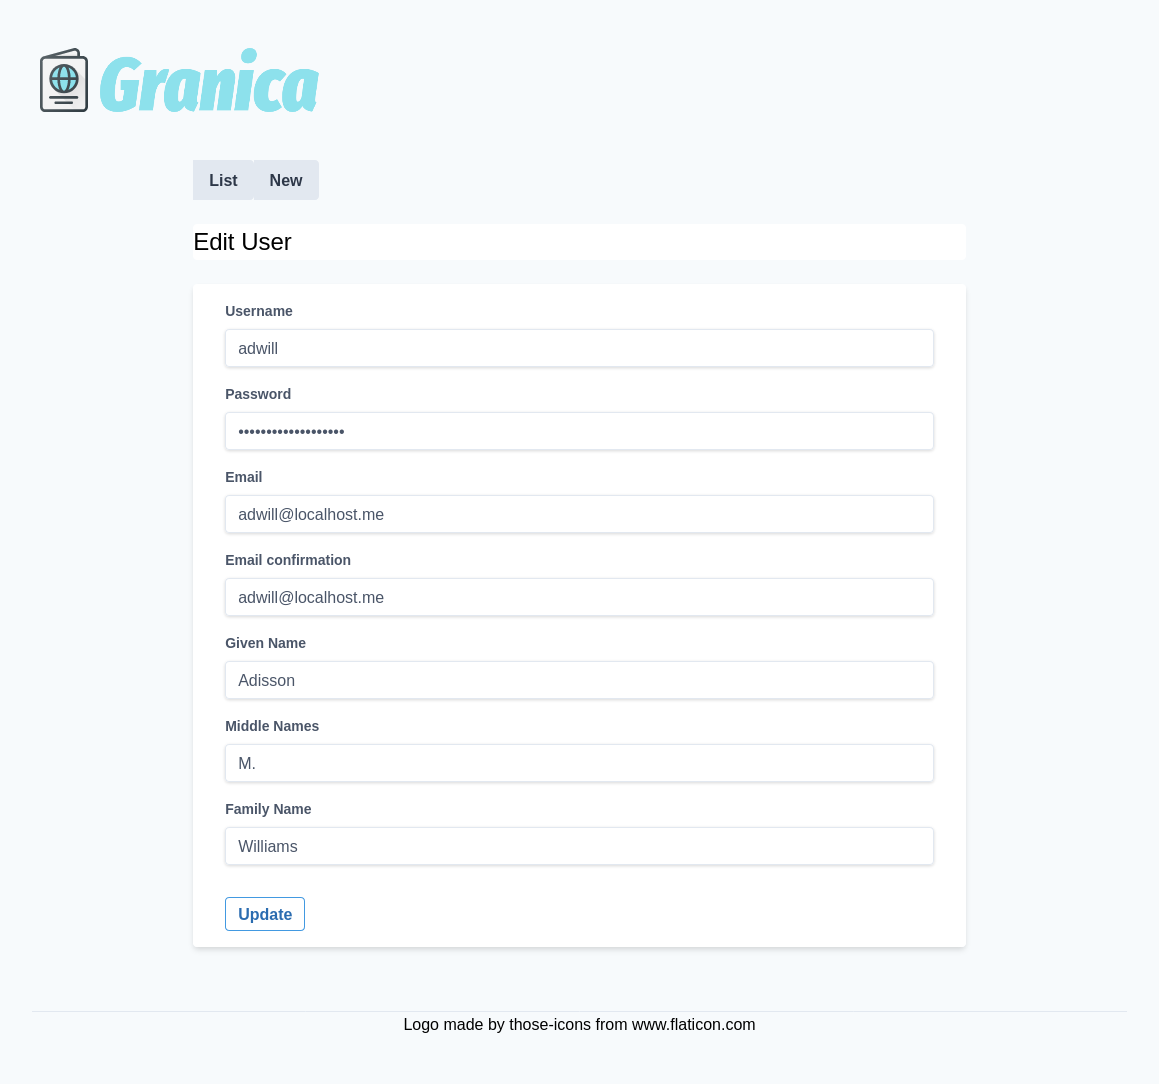 Granica
List New
Edit User
Username
adwill
Password
•••••••••••••••••••
Email
adwill@localhost.me
Email confirmation
adwill@localhost.me
Given Name
Adisson
Middle Names
M.
Family Name
Williams
Update
Logo made by those-icons from www.flaticon.com